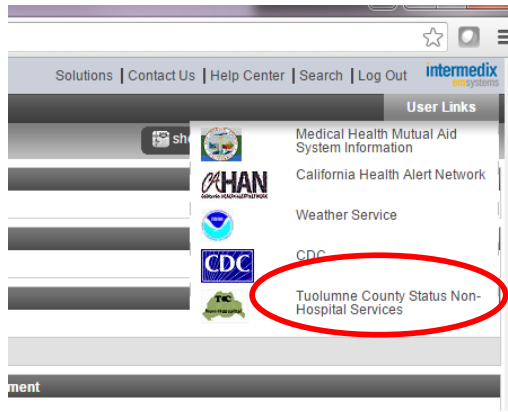 Solutions | Contact Us | Help Center | Search | Log Out intermedix
emsystems
User Links
sh
Medical Health Mutual Aid
System Information
CAHAN
California Health Alert Network
Weather Service
CDC
CDC
Tuolumne County Status Non-
Hospital Services
ment